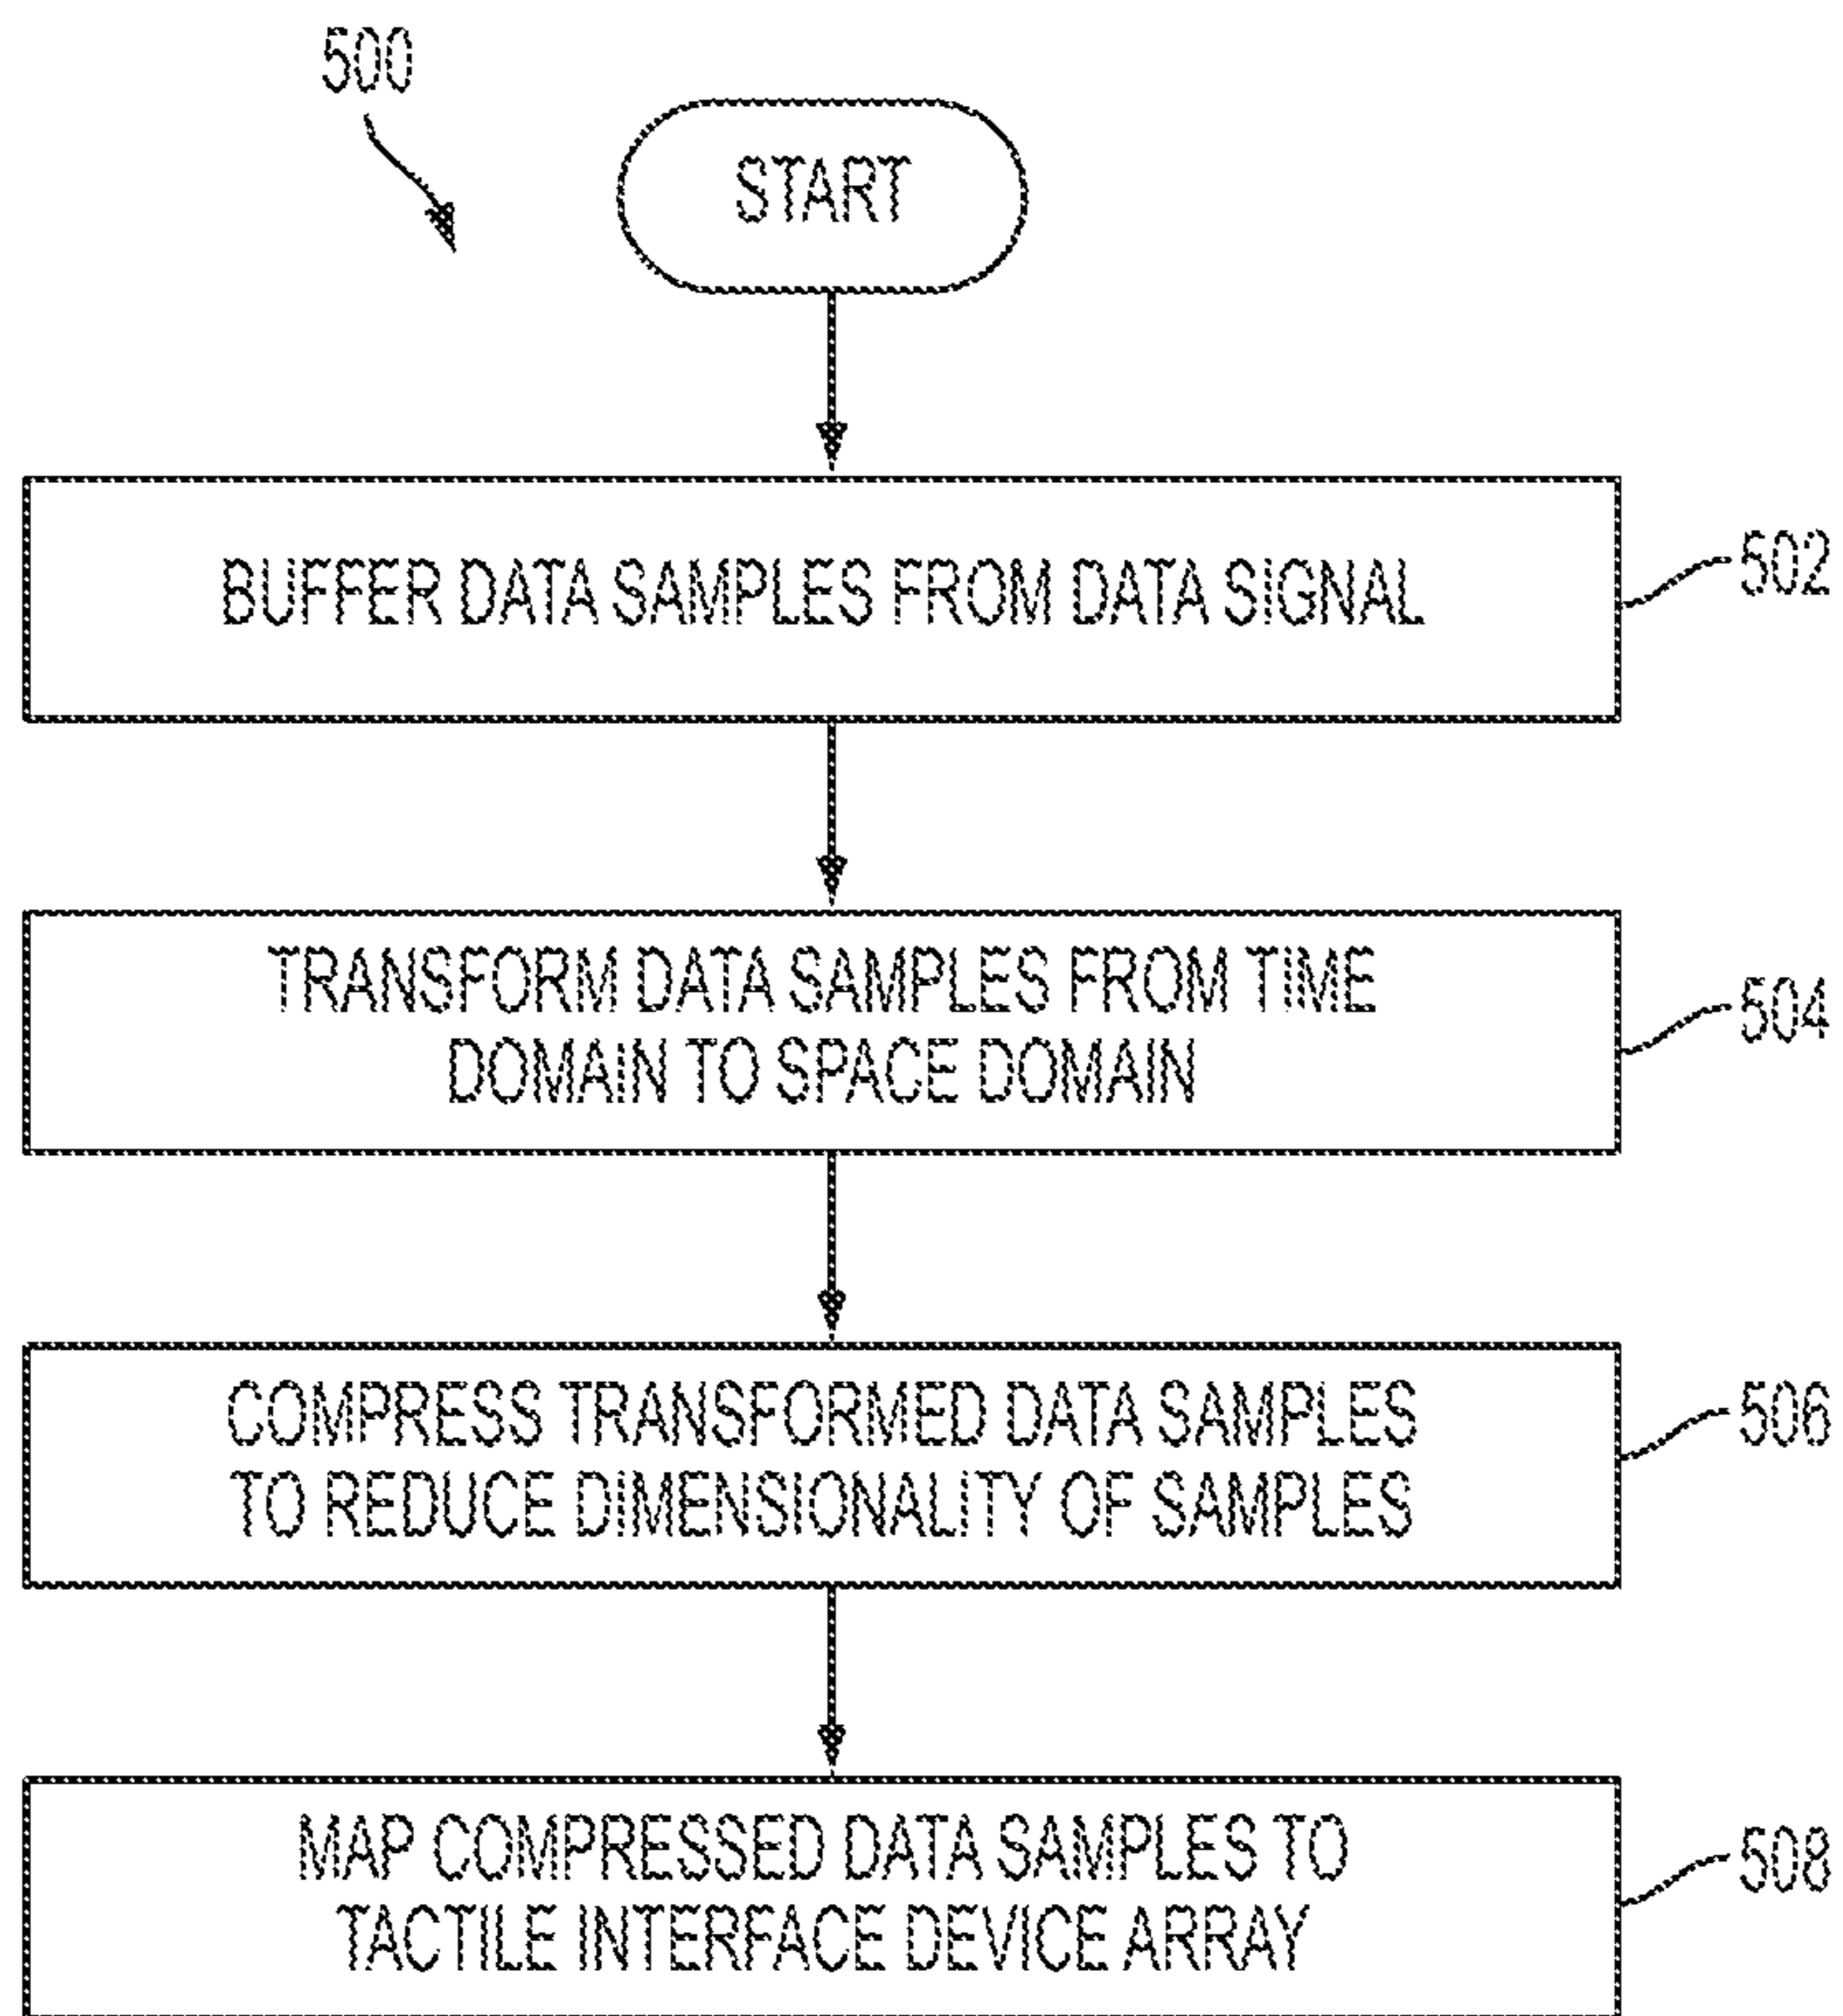 500
START
BUFFER DATA SAMPLES FROM DATA SIGNAL
502
TRANSFORM DATA SAMPLES FROM TIME
DOMAIN TO SPACE DOMAIN
504
COMPRESS TRANSFORMED DATA SAMPLES
TO REDUCE DIMENSIONALITY OF SAMPLES
506
MAP COMPRESSED DATA SAMPLES TO
TACTILE INTERFACE DEVICE ARRAY
508